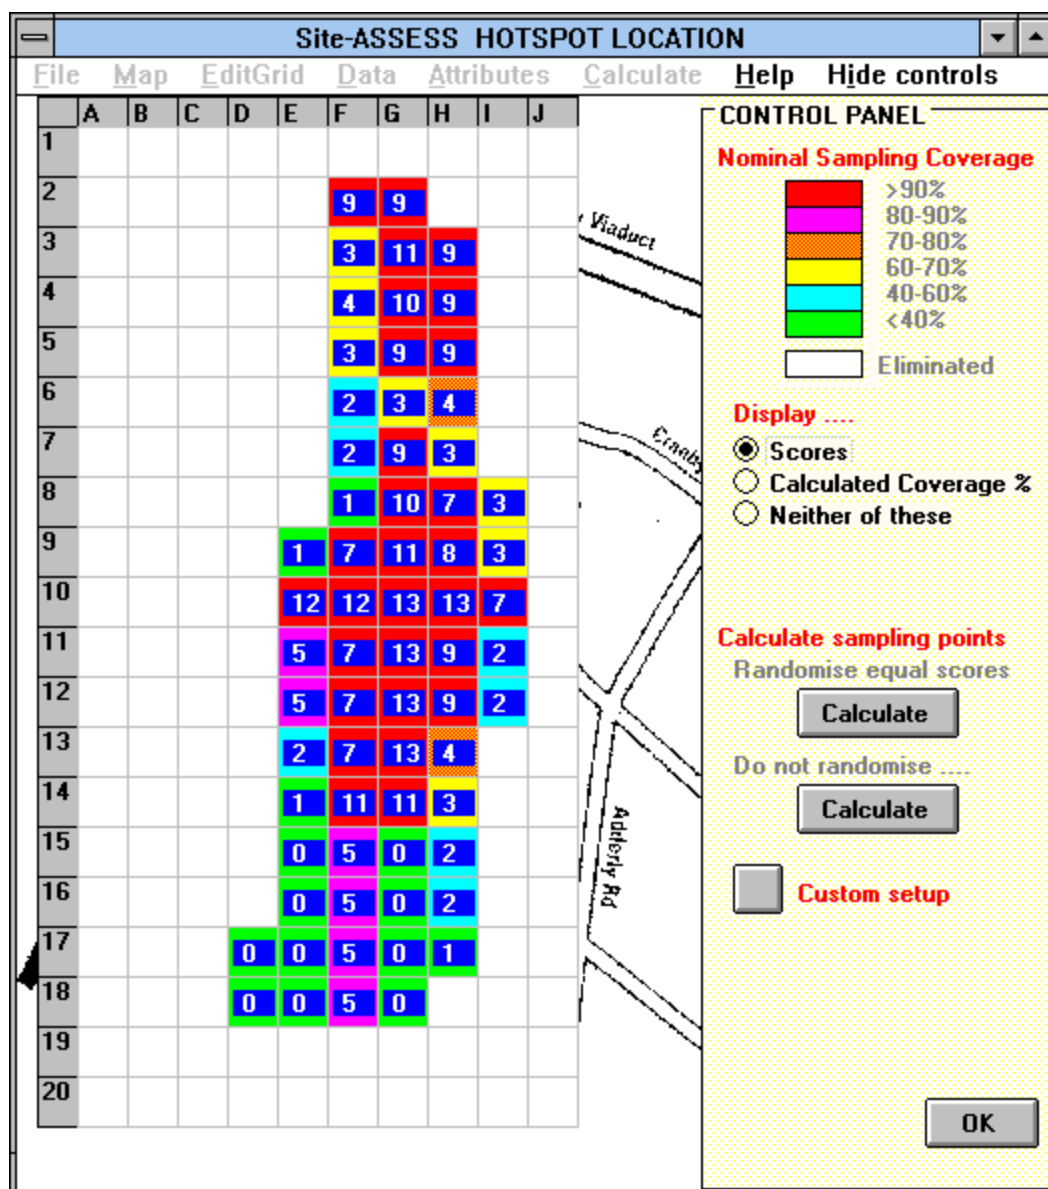 Site-ASSESS HOTSPOT LOCATION
File Map EditGrid Data Attributes Calculate Help Hide controls
A B C D E F G H I J
1
2 9 9
3 3 11 9
4 4 10 9
5 3 9 9
6 2 3 4
7 2 9 3
8 1 10 7 3
9 1 7 11 8 3
10 12 12 13 13 7
11 5 7 13 9 2
12 5 7 13 9 2
13 2 7 13 4
14 1 11 11 3
15 0 5 0 2
16 0 5 0 2
17 0 0 5 0 1
18 0 0 5 0
19
20
Viaduct
Adderly Rd
CONTROL PANEL
Nominal Sampling Coverage
>90%
80-90%
70-80%
60-70%
40-60%
<40%
Eliminated
Display ....
Scores
Calculated Coverage %
Neither of these
Calculate sampling points
Randomise equal scores
Calculate
Do not randomise ....
Calculate
Custom setup
OK